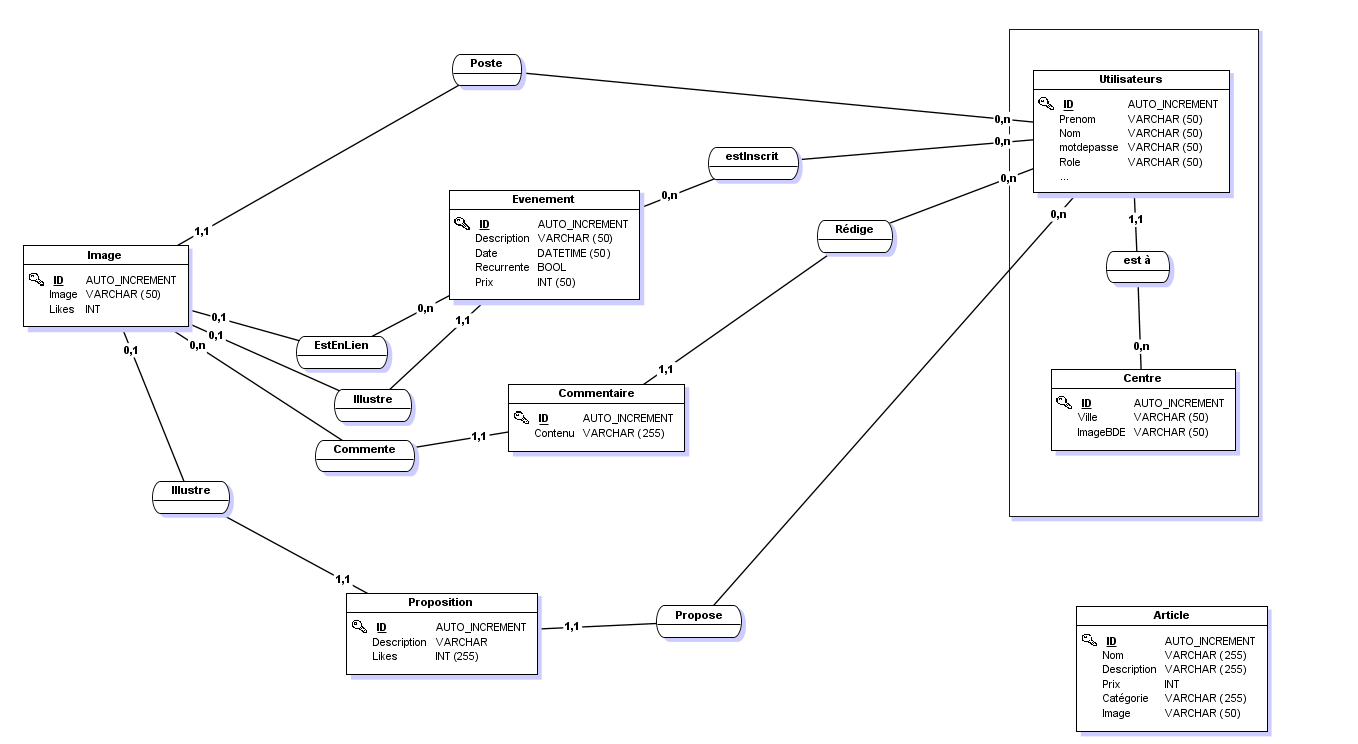 Poste
0,n
1,1
Utilisateurs
ID AUTO_INCREMENT
Prenom VARCHAR (50)
Nom VARCHAR (50)
motdepasse VARCHAR (50)
Role VARCHAR (50)
...
estInscrit
0,n
0,n
Rédige
0,n
1,1
0,n
Evenement
ID AUTO_INCREMENT
Description VARCHAR (50)
Date DATETIME (50)
Recurrente BOOL
Prix INT (50)
1,1
est à
0,n
Image
ID AUTO_INCREMENT
Image VARCHAR (50)
Likes INT
0,1
EstEnLien
0,n
0,1
Illustre
1,1
0,n
Commente
1,1
Commentaire
ID AUTO_INCREMENT
Contenu VARCHAR (255)
Centre
ID AUTO_INCREMENT
Ville VARCHAR (50)
ImageBDE VARCHAR (50)
0,1
Illustre
1,1
Proposition
ID AUTO_INCREMENT
Description VARCHAR
Likes INT (255)
1,1
Propose
Article
ID AUTO_INCREMENT
Nom VARCHAR (255)
Description VARCHAR (255)
Prix INT
Catégorie VARCHAR (255)
Image VARCHAR (50)